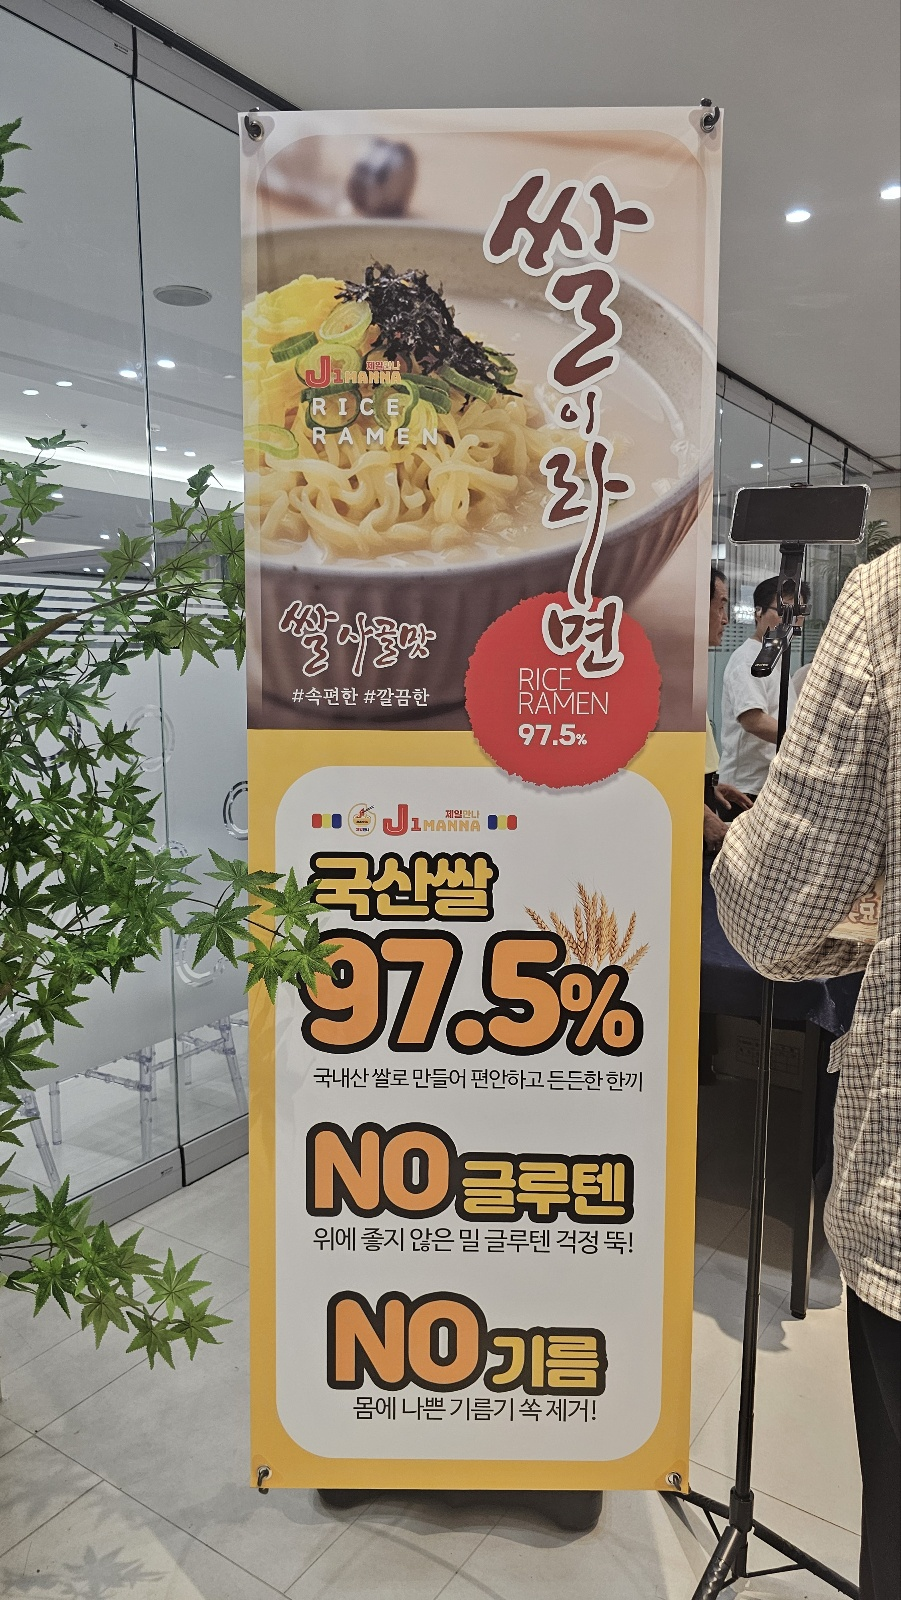 쌀이라면
J1 제일만나
MANNA
RICE
RAMEN
쌀 사골맛
#속편한 #깔끔한
RICE
RAMEN
97.5%
J1 제일만나
MANNA
국산쌀
97.5%
국내산 쌀로 만들어 편안하고 든든한 한끼
NO 글루텐
위에 좋지 않은 밀 글루텐 걱정 뚝!
NO 기름
몸에 나쁜 기름기 쏙 제거!